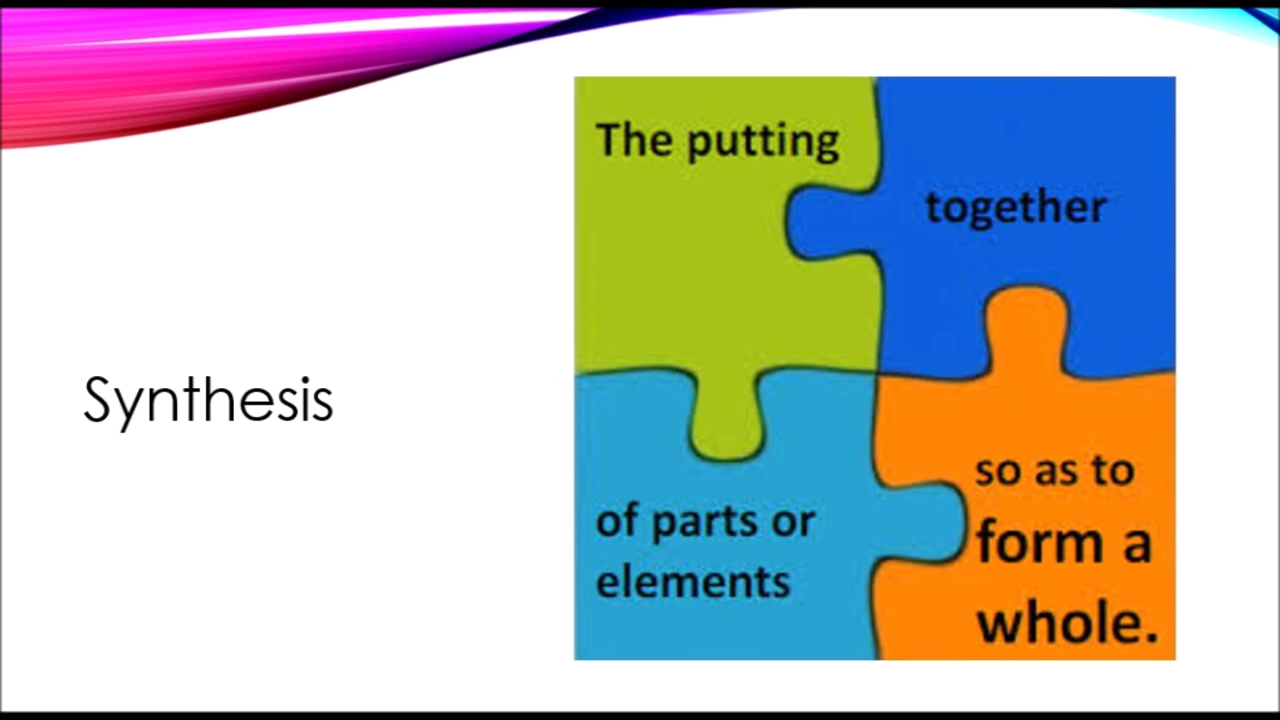 Synthesis
The putting
together
of parts or
elements
so as to
form a
whole.